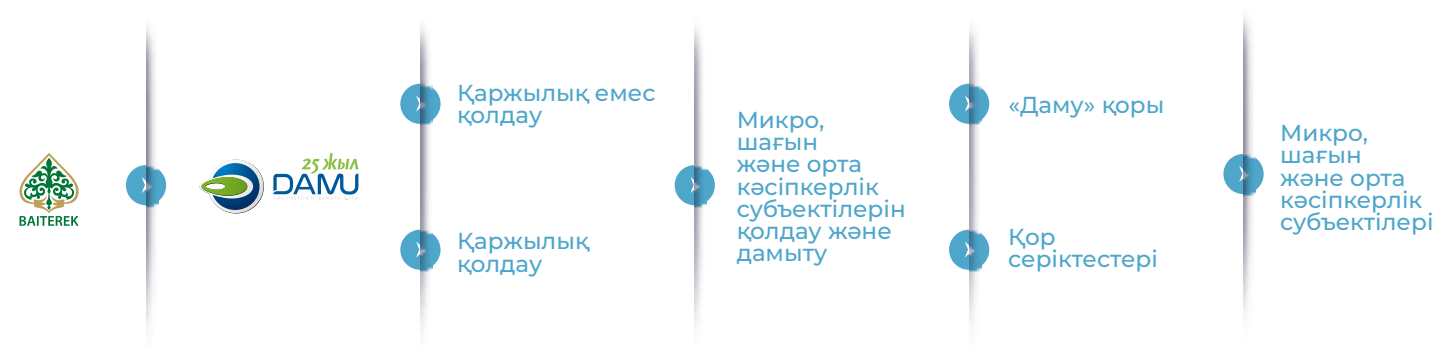 BAITEREK
25 жыл
DAMU
Қаржылық емес
қолдау
Қаржылық
қолдау
Микро,
шағын
және орта
кәсіпкерлік
субъектілерін
қолдау және
дамыту
«Даму» қоры
Қор
серіктестері
Микро,
шағын
және орта
кәсіпкерлік
субъектілері